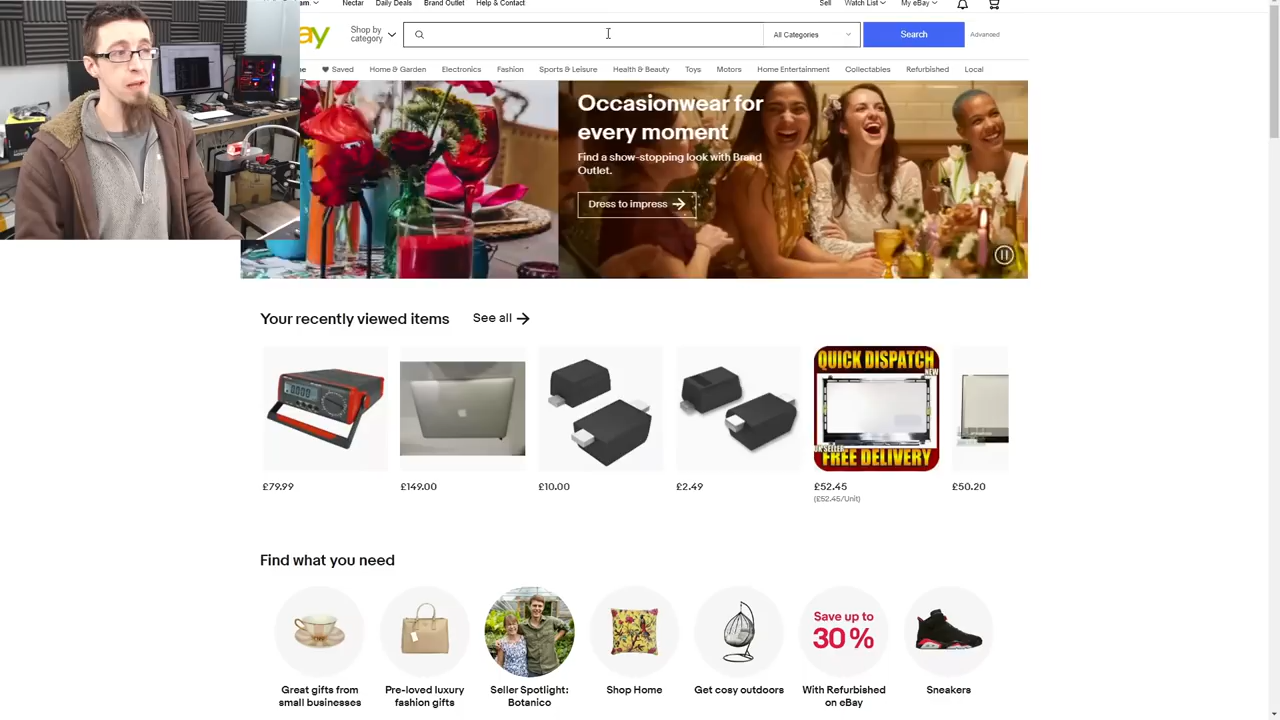 Nectar Daily Deals Brand Outlet Help & Contact Sell Watch List My eBay
Shop by category
All Categories
Search
Advanced
Saved Home & Garden Electronics Fashion Sports & Leisure Health & Beauty Toys Motors Home Entertainment Collectables Refurbished Local
Occasionwear for
every moment
Find a show-stopping look with Brand
Outlet.
Dress to impress
Your recently viewed items See all
QUICK DISPATCH
NEW
FREE DELIVERY
£79.99 £149.00 £10.00 £2.49 £52.45 £50.20
(£52.45/Unit)
Find what you need
Save up to
30%
Great gifts from
small businesses
Pre-loved luxury
fashion gifts
Seller Spotlight:
Botanico
Shop Home
Get cosy outdoors
With Refurbished
on eBay
Sneakers